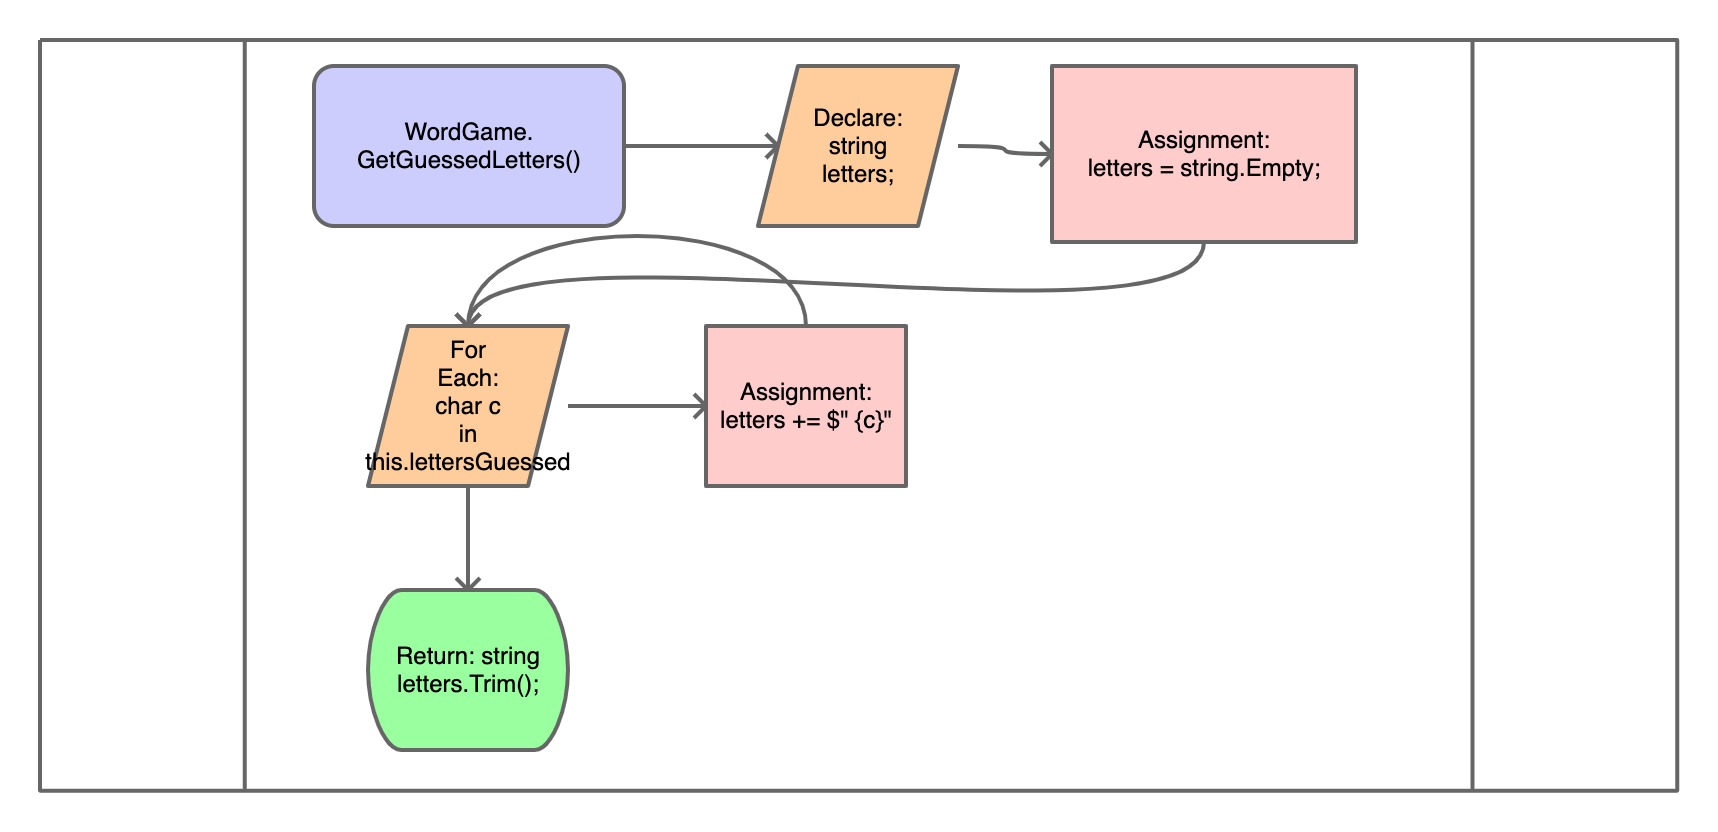 WordGame.
GetGuessedLetters()
Declare:
string
letters;
Assignment:
letters = string.Empty;
For
Each:
char c
in
this.lettersGuessed
Assignment:
letters += $" {c}"
Return: string
letters.Trim();